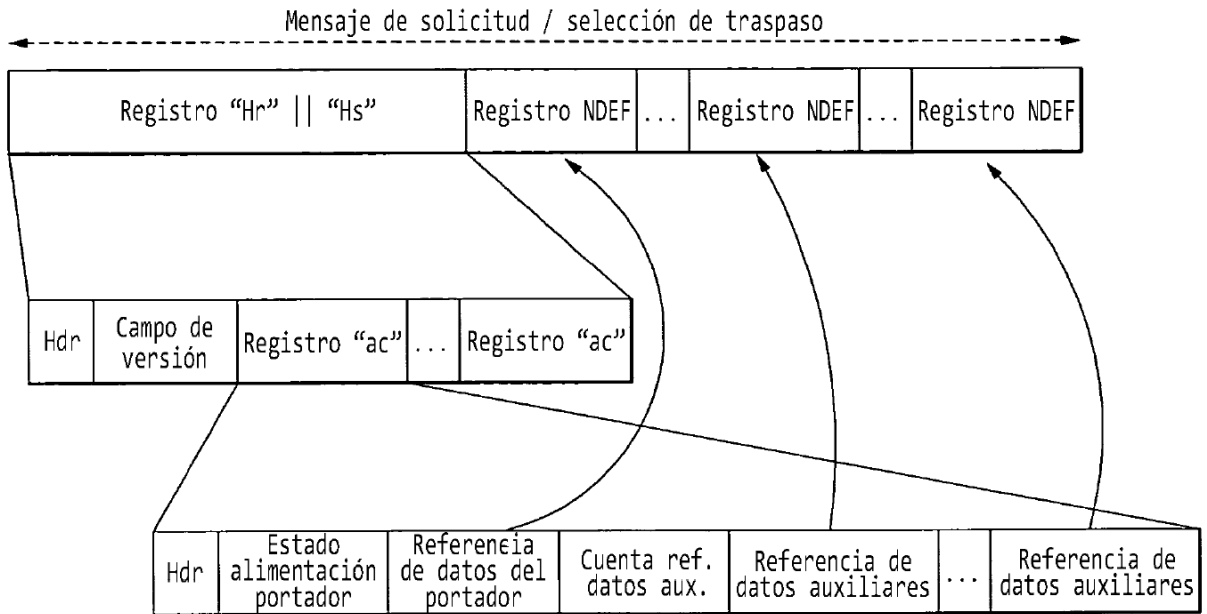 Mensaje de solicitud / selección de traspaso
Registro “Hr” || “Hs”
Registro NDEF
...
Registro NDEF
...
Registro NDEF
Hdr
Campo de
versión
Registro “ac”
...
Registro “ac”
Hdr
Estado
alimentación
portador
Referencia
de datos del
portador
Cuenta ref.
datos aux.
Referencia de
datos auxiliares
...
Referencia de
datos auxiliares